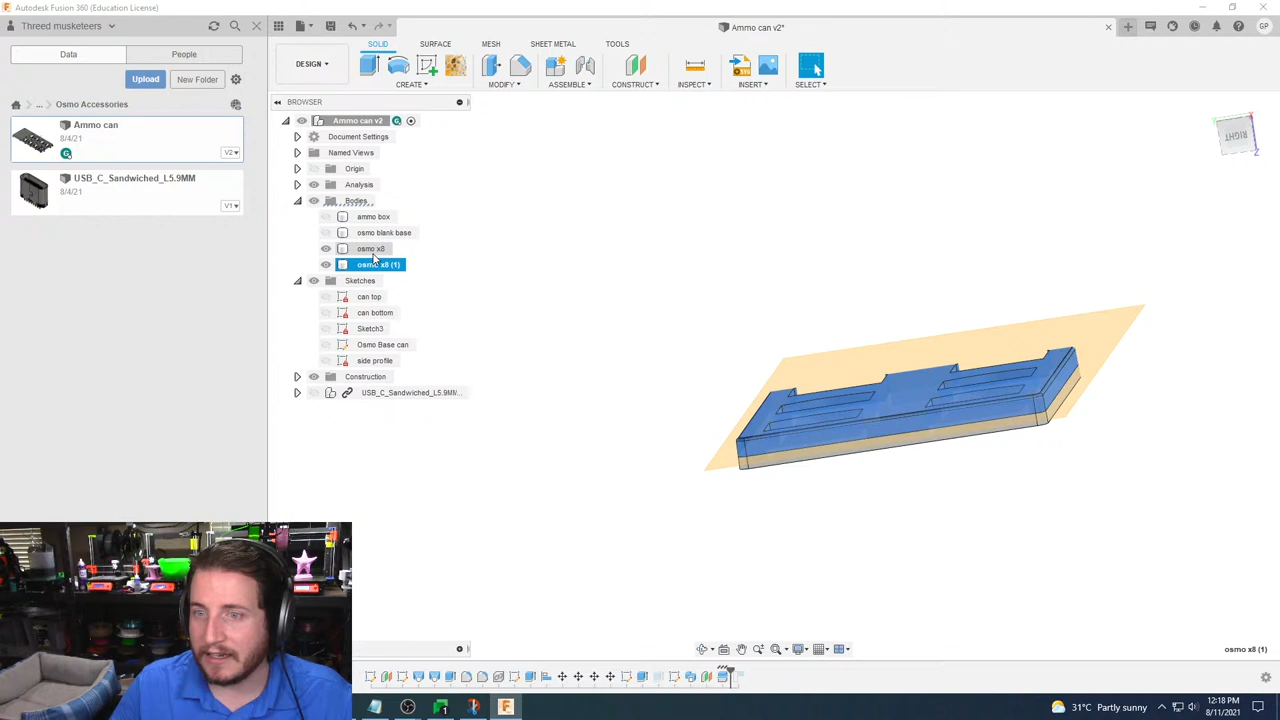 Autodesk Fusion 360 (Education License)
Threed musketeers
Ammo can v2*
GP
Data
People
Upload
New Folder
... Osmo Accessories
Ammo can
8/4/21
V2
USB_C_Sandwiched_L5.9MM
8/4/21
V1
SOLID
SURFACE
MESH
SHEET METAL
TOOLS
DESIGN
CREATE
MODIFY
ASSEMBLE
CONSTRUCT
INSPECT
INSERT
SELECT
BROWSER
Ammo can v2
Document Settings
Named Views
Origin
Analysis
Bodies
ammo box
osmo blank base
osmo x8
osmo x8 (1)
Sketches
can top
can bottom
Sketch3
Osmo Base can
side profile
Construction
USB_C_Sandwiched_L5.9MM...
RIGHT
Z
osmo x8 (1)
31°C Partly sunny
12:18 PM
8/11/2021